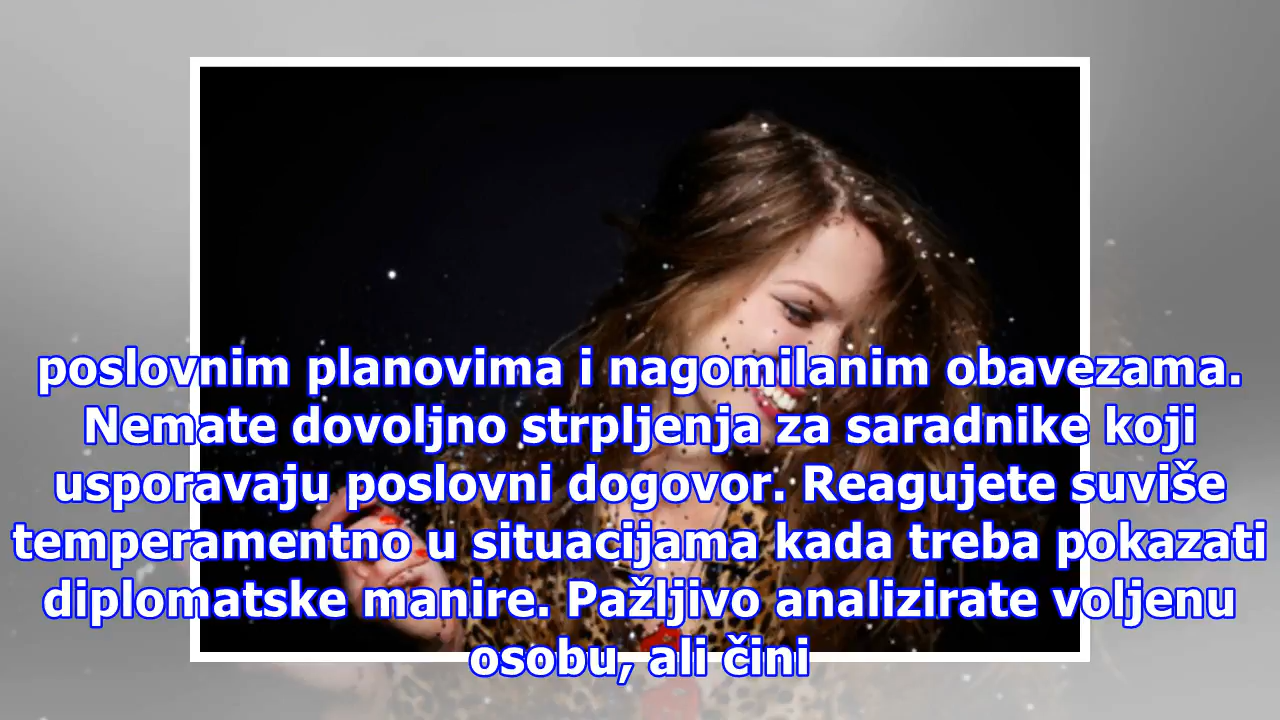 poslovnim planovima i nagomilanim obavezama.
Nemate dovoljno strpljenja za saradnike koji
usporavaju poslovni dogovor. Reagujete suviše
temperamentno u situacijama kada treba pokazati
diplomatske manire. Pažljivo analizirate voljenu
osobu, ali čini